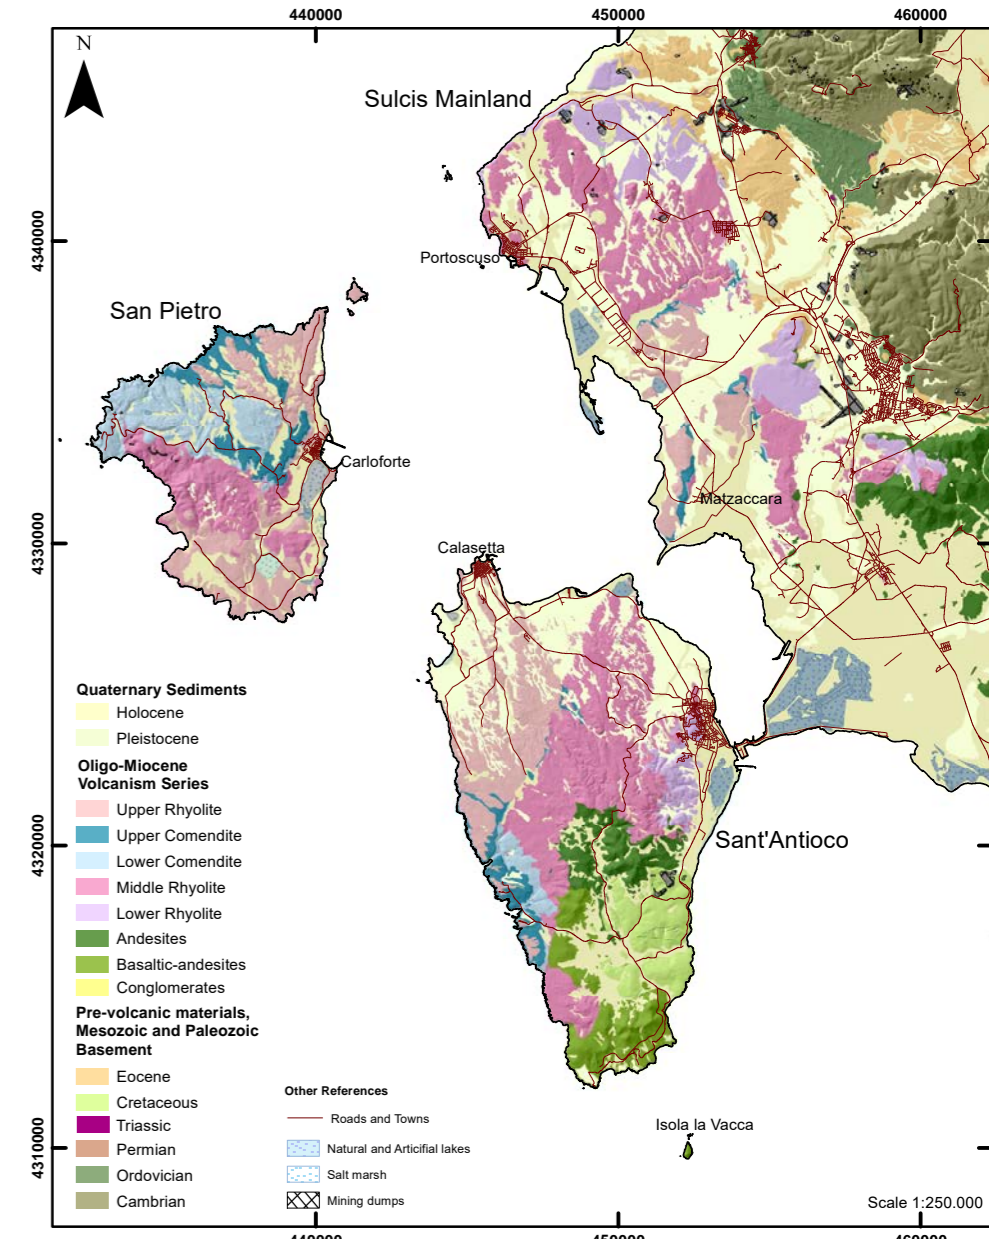 440000
450000
460000
N
Sulcis Mainland
4340000
Portoscuso
San Pietro
Carloforte
Matzaccara
4330000
Calasetta
Quaternary Sediments
Holocene
Pleistocene
Oligo-Miocene
Volcanism Series
Upper Rhyolite
Upper Comendite
Lower Comendite
Middle Rhyolite
Lower Rhyolite
Andesites
Basaltic-andesites
Conglomerates
4320000
Sant'Antioco
Pre-volcanic materials,
Mesozoic and Paleozoic
Basement
Eocene
Cretaceous
Triassic
Permian
Ordovician
Cambrian
Other References
Roads and Towns
Natural and Articifial lakes
Salt marsh
Mining dumps
Isola la Vacca
4310000
Scale 1:250.000
440000
450000
460000